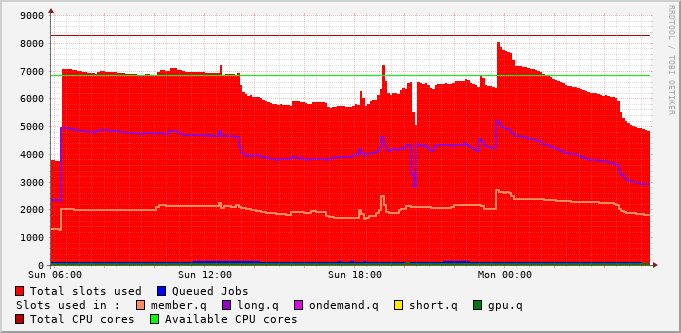 9000
8000
7000
6000
5000
4000
3000
2000
1000
0
Sun 06:00 Sun 12:00 Sun 18:00 Mon 00:00
Total slots used Queued Jobs
Slots used in : member.q long.q ondemand.q short.q gpu.q
Total CPU cores Available CPU cores
RRDTOOL / TOBI OETIKER